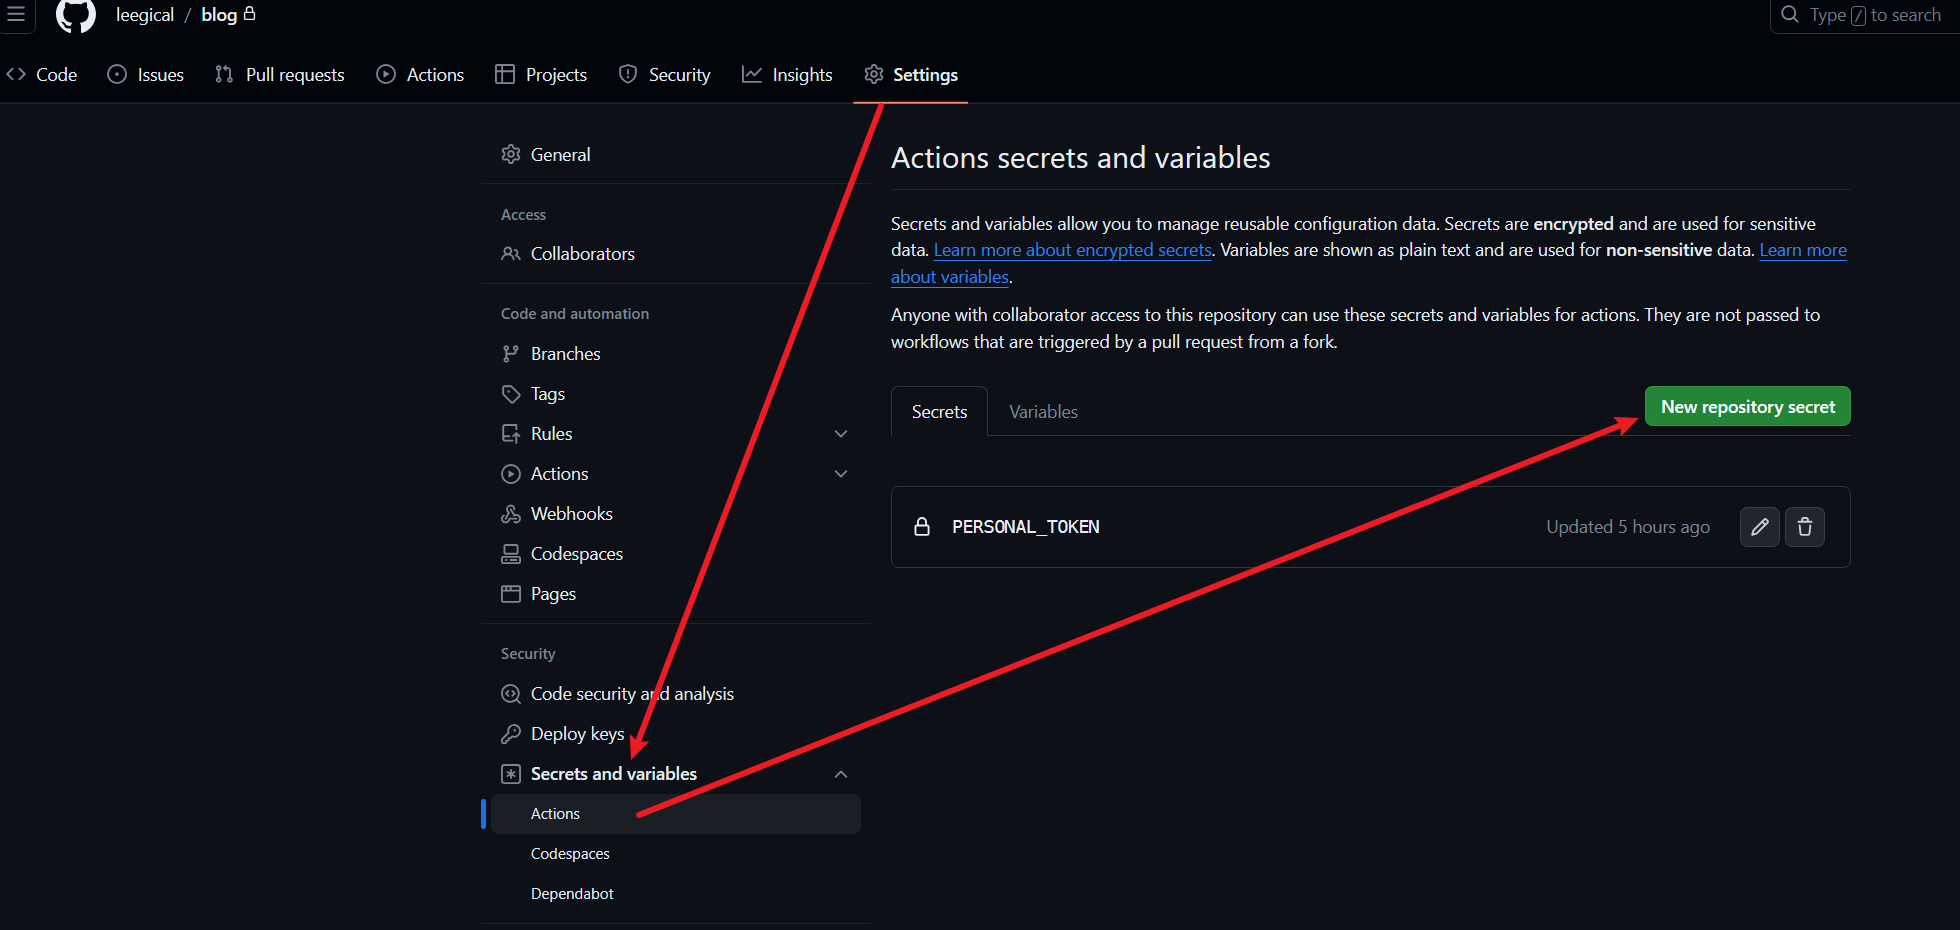 leegical / blog
Type / to search
Code
Issues
Pull requests
Actions
Projects
Security
Insights
Settings
General
Access
Collaborators
Code and automation
Branches
Tags
Rules
Actions
Webhooks
Codespaces
Pages
Security
Code security and analysis
Deploy keys
Secrets and variables
Actions
Codespaces
Dependabot
Actions secrets and variables
Secrets and variables allow you to manage reusable configuration data. Secrets are encrypted and are used for sensitive
data. Learn more about encrypted secrets. Variables are shown as plain text and are used for non-sensitive data. Learn more
about variables.
Anyone with collaborator access to this repository can use these secrets and variables for actions. They are not passed to
workflows that are triggered by a pull request from a fork.
Secrets
Variables
New repository secret
PERSONAL_TOKEN
Updated 5 hours ago